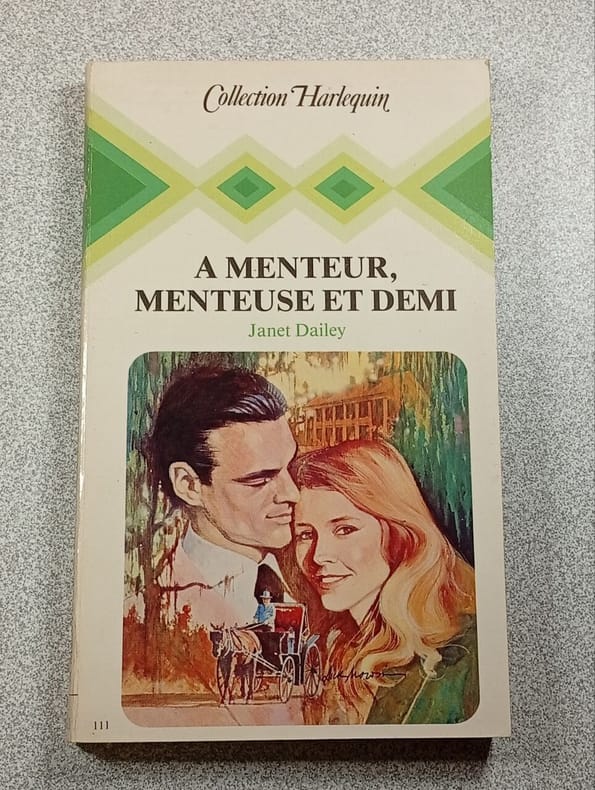 Collection Harlequin
A MENTEUR,
MENTEUSE ET DEMI
Janet Dailey
111